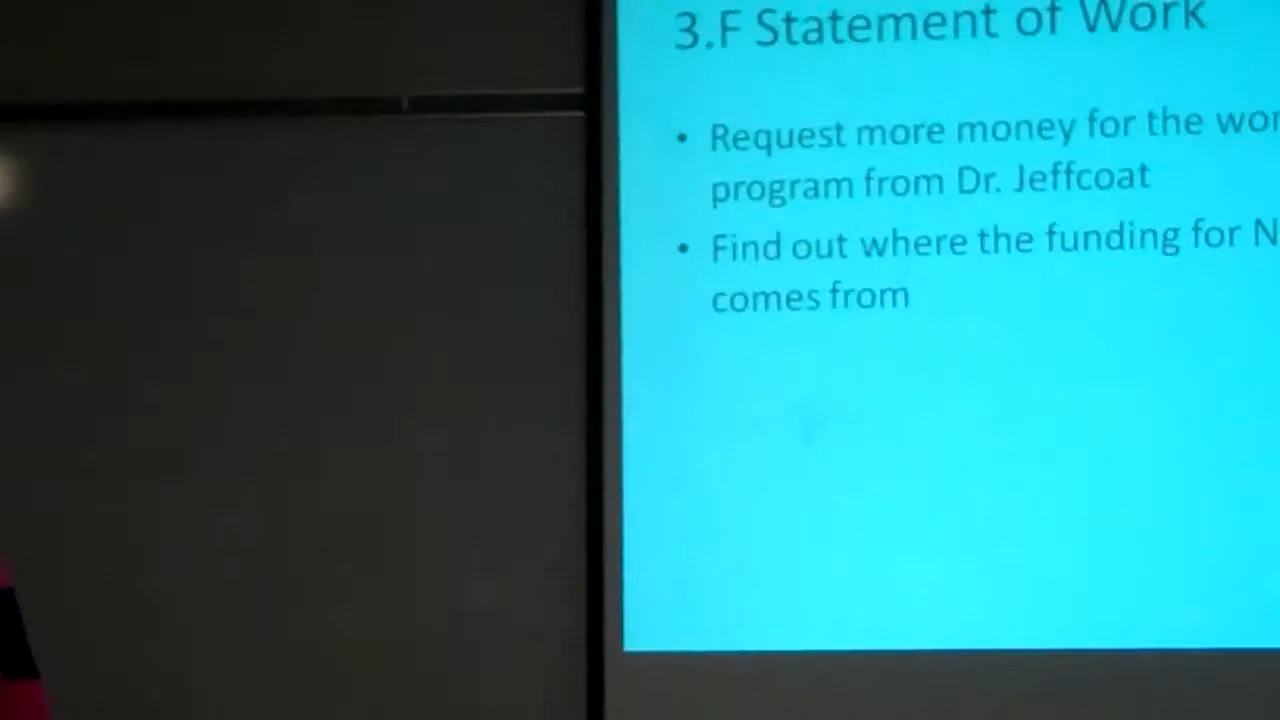 3.F Statement of Work
• Request more money for the wor
program from Dr. Jeffcoat
• Find out where the funding for N
comes from